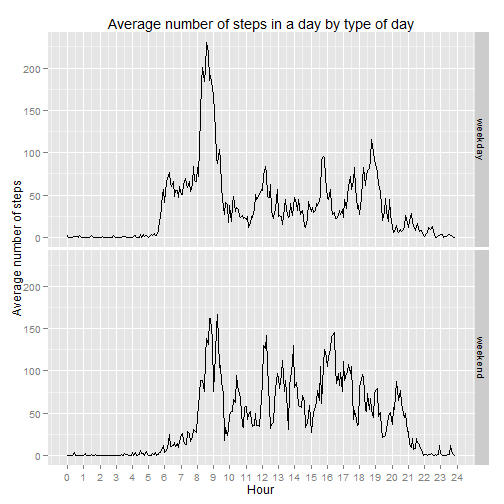 Average number of steps in a day by type of day
Average number of steps
200
150
100
50
0
weekday
200
150
100
50
0
weekend
0 1 2 3 4 5 6 7 8 9 10 11 12 13 14 15 16 17 18 19 20 21 22 23 24
Hour